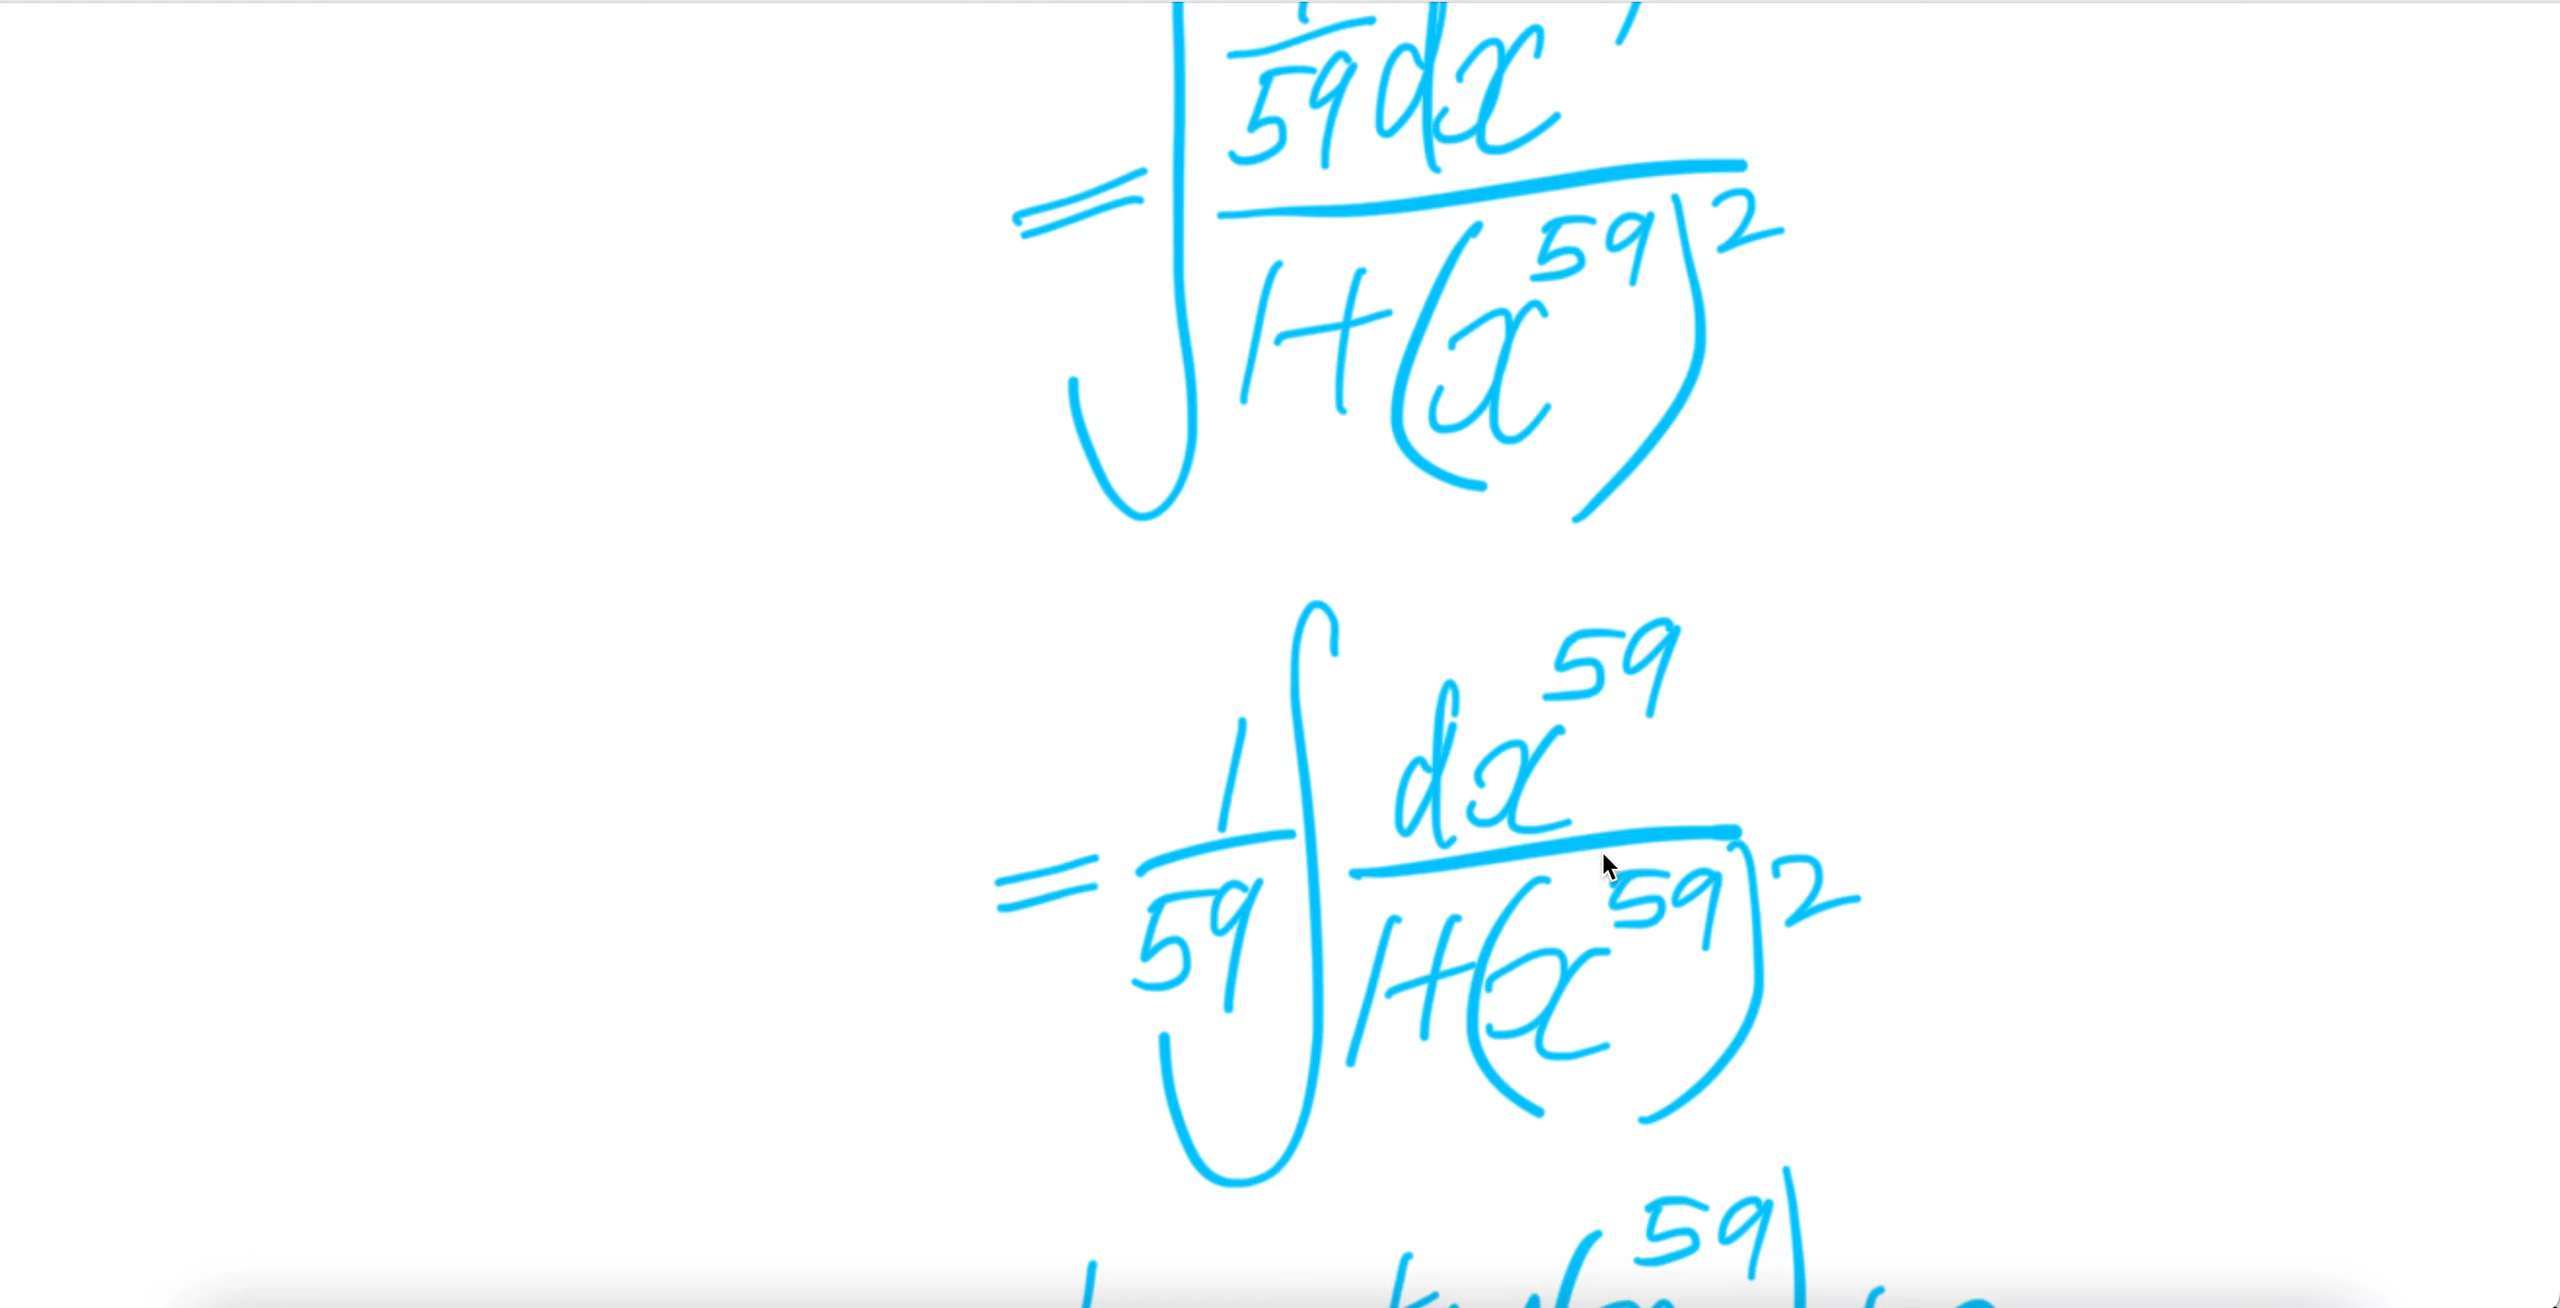 = ∫ (1/59 dx) / (1+(x^59)^2)
= 1/59 ∫ dx^59 / (1+(x^59)^2)
59)